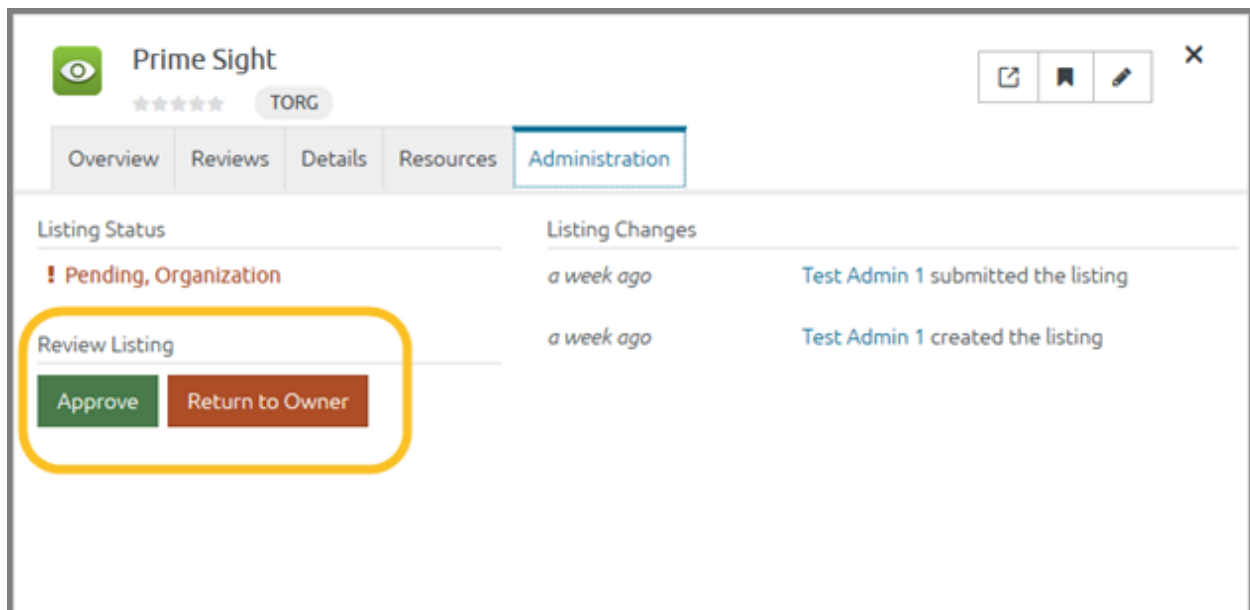 Prime Sight
TORG
Overview Reviews Details Resources Administration
Listing Status
! Pending, Organization
Review Listing
Approve Return to Owner
Listing Changes
a week ago Test Admin 1 submitted the listing
a week ago Test Admin 1 created the listing